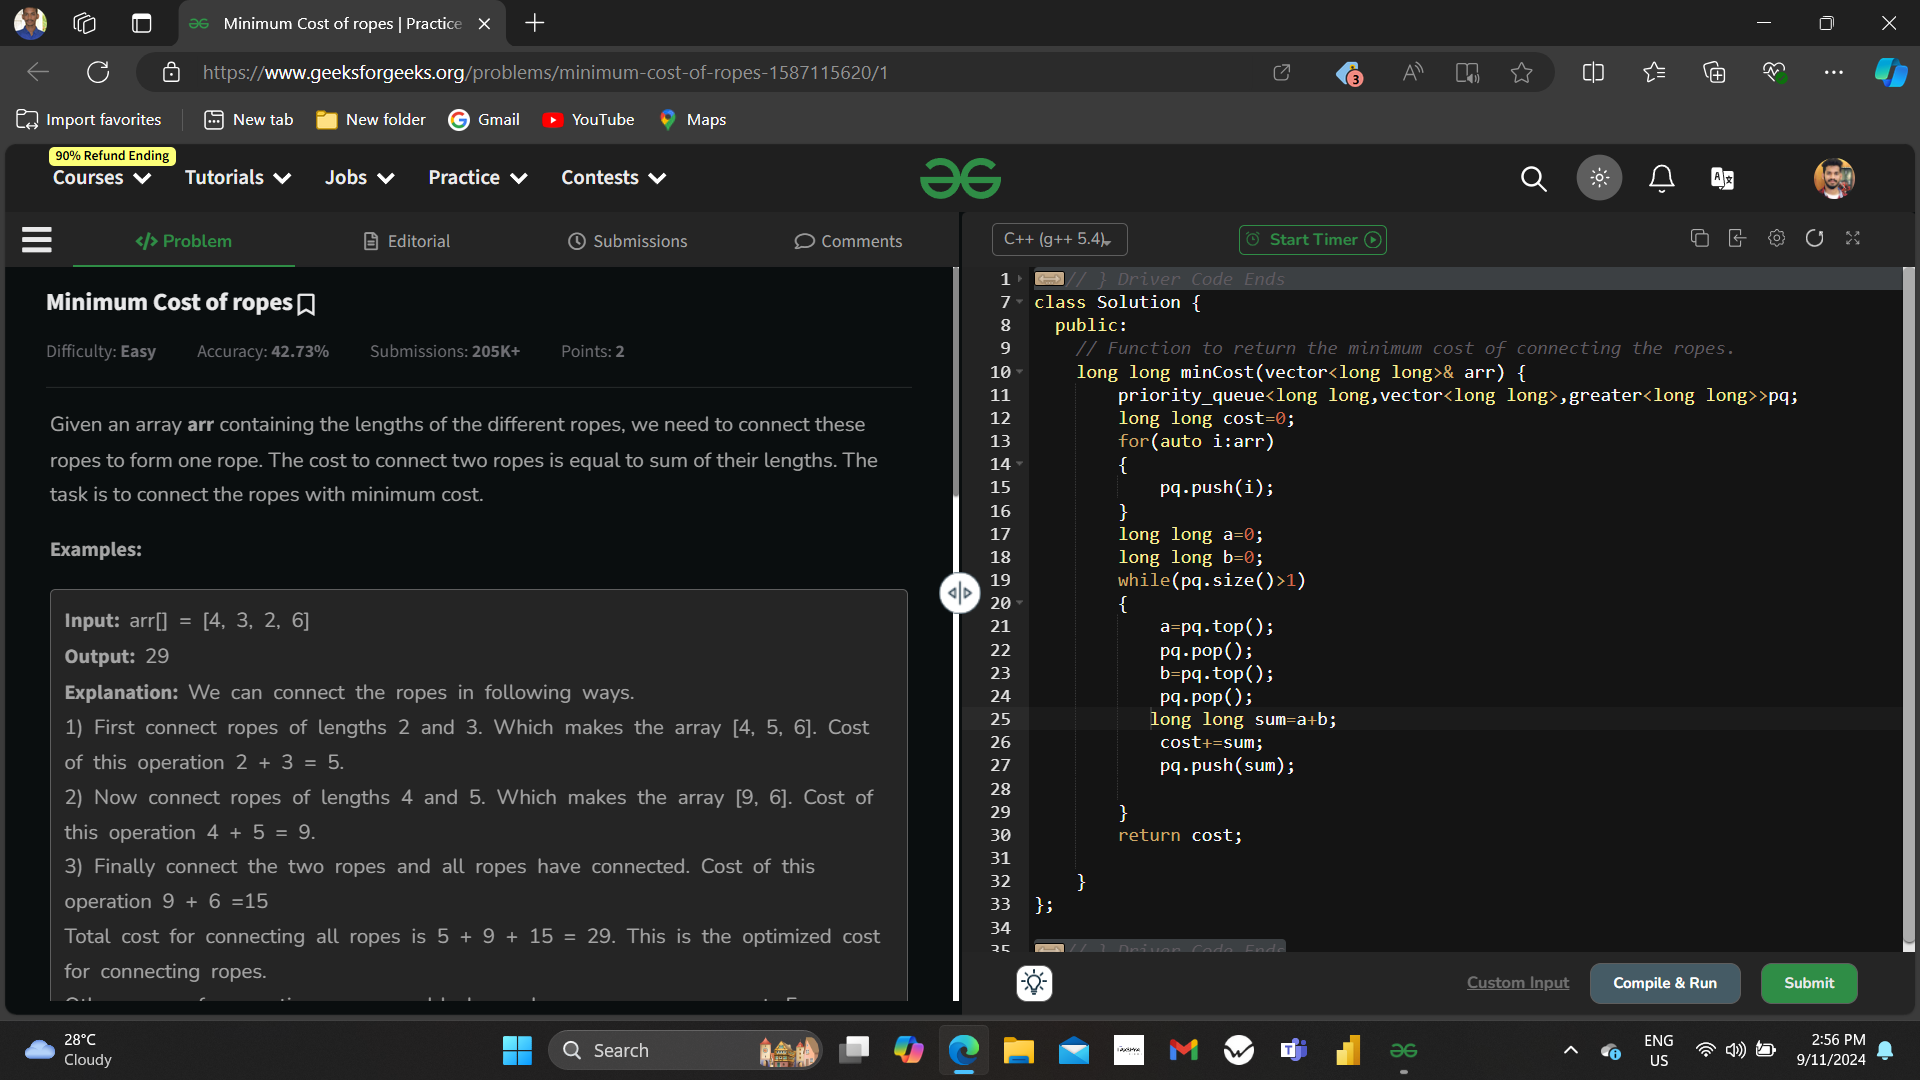 Minimum Cost of ropes | Practice
https://www.geeksforgeeks.org/problems/minimum-cost-of-ropes-1587115620/1
3
Import favorites
New tab
New folder
Gmail
YouTube
Maps
90% Refund Ending
Courses
Tutorials
Jobs
Practice
Contests
</> Problem
Editorial
Submissions
Comments
Minimum Cost of ropes
Difficulty: Easy Accuracy: 42.73% Submissions: 205K+ Points: 2
Given an array arr containing the lengths of the different ropes, we need to connect these
ropes to form one rope. The cost to connect two ropes is equal to sum of their lengths. The
task is to connect the ropes with minimum cost.
Examples:
Input: arr[] = [4, 3, 2, 6]
Output: 29
Explanation: We can connect the ropes in following ways.
1) First connect ropes of lengths 2 and 3. Which makes the array [4, 5, 6]. Cost
of this operation 2 + 3 = 5.
2) Now connect ropes of lengths 4 and 5. Which makes the array [9, 6]. Cost of
this operation 4 + 5 = 9.
3) Finally connect the two ropes and all ropes have connected. Cost of this
operation 9 + 6 =15
Total cost for connecting all ropes is 5 + 9 + 15 = 29. This is the optimized cost
for connecting ropes.
C++ (g++ 5.4)
Start Timer
1 // } Driver Code Ends
7 class Solution {
8 public:
9 // Function to return the minimum cost of connecting the ropes.
10 long long minCost(vector<long long>& arr) {
11 priority_queue<long long,vector<long long>,greater<long long>>pq;
12 long long cost=0;
13 for(auto i:arr)
14 {
15 pq.push(i);
16 }
17 long long a=0;
18 long long b=0;
19 while(pq.size()>1)
20 {
21 a=pq.top();
22 pq.pop();
23 b=pq.top();
24 pq.pop();
25 long long sum=a+b;
26 cost+=sum;
27 pq.push(sum);
28
29 }
30 return cost;
31
32 }
33 };
34
35 // } Driver Code Ends
Custom Input
Compile & Run
Submit
28°C
Cloudy
Search
ENG
US
2:56 PM
9/11/2024